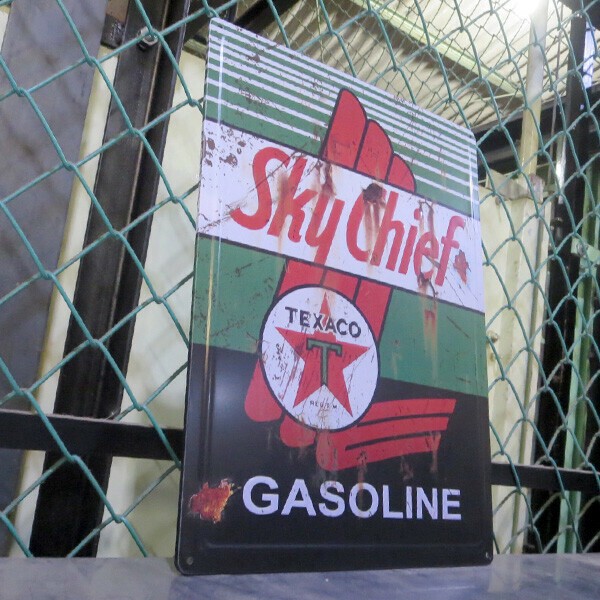 Sky Chief
TEXACO
T
GASOLINE